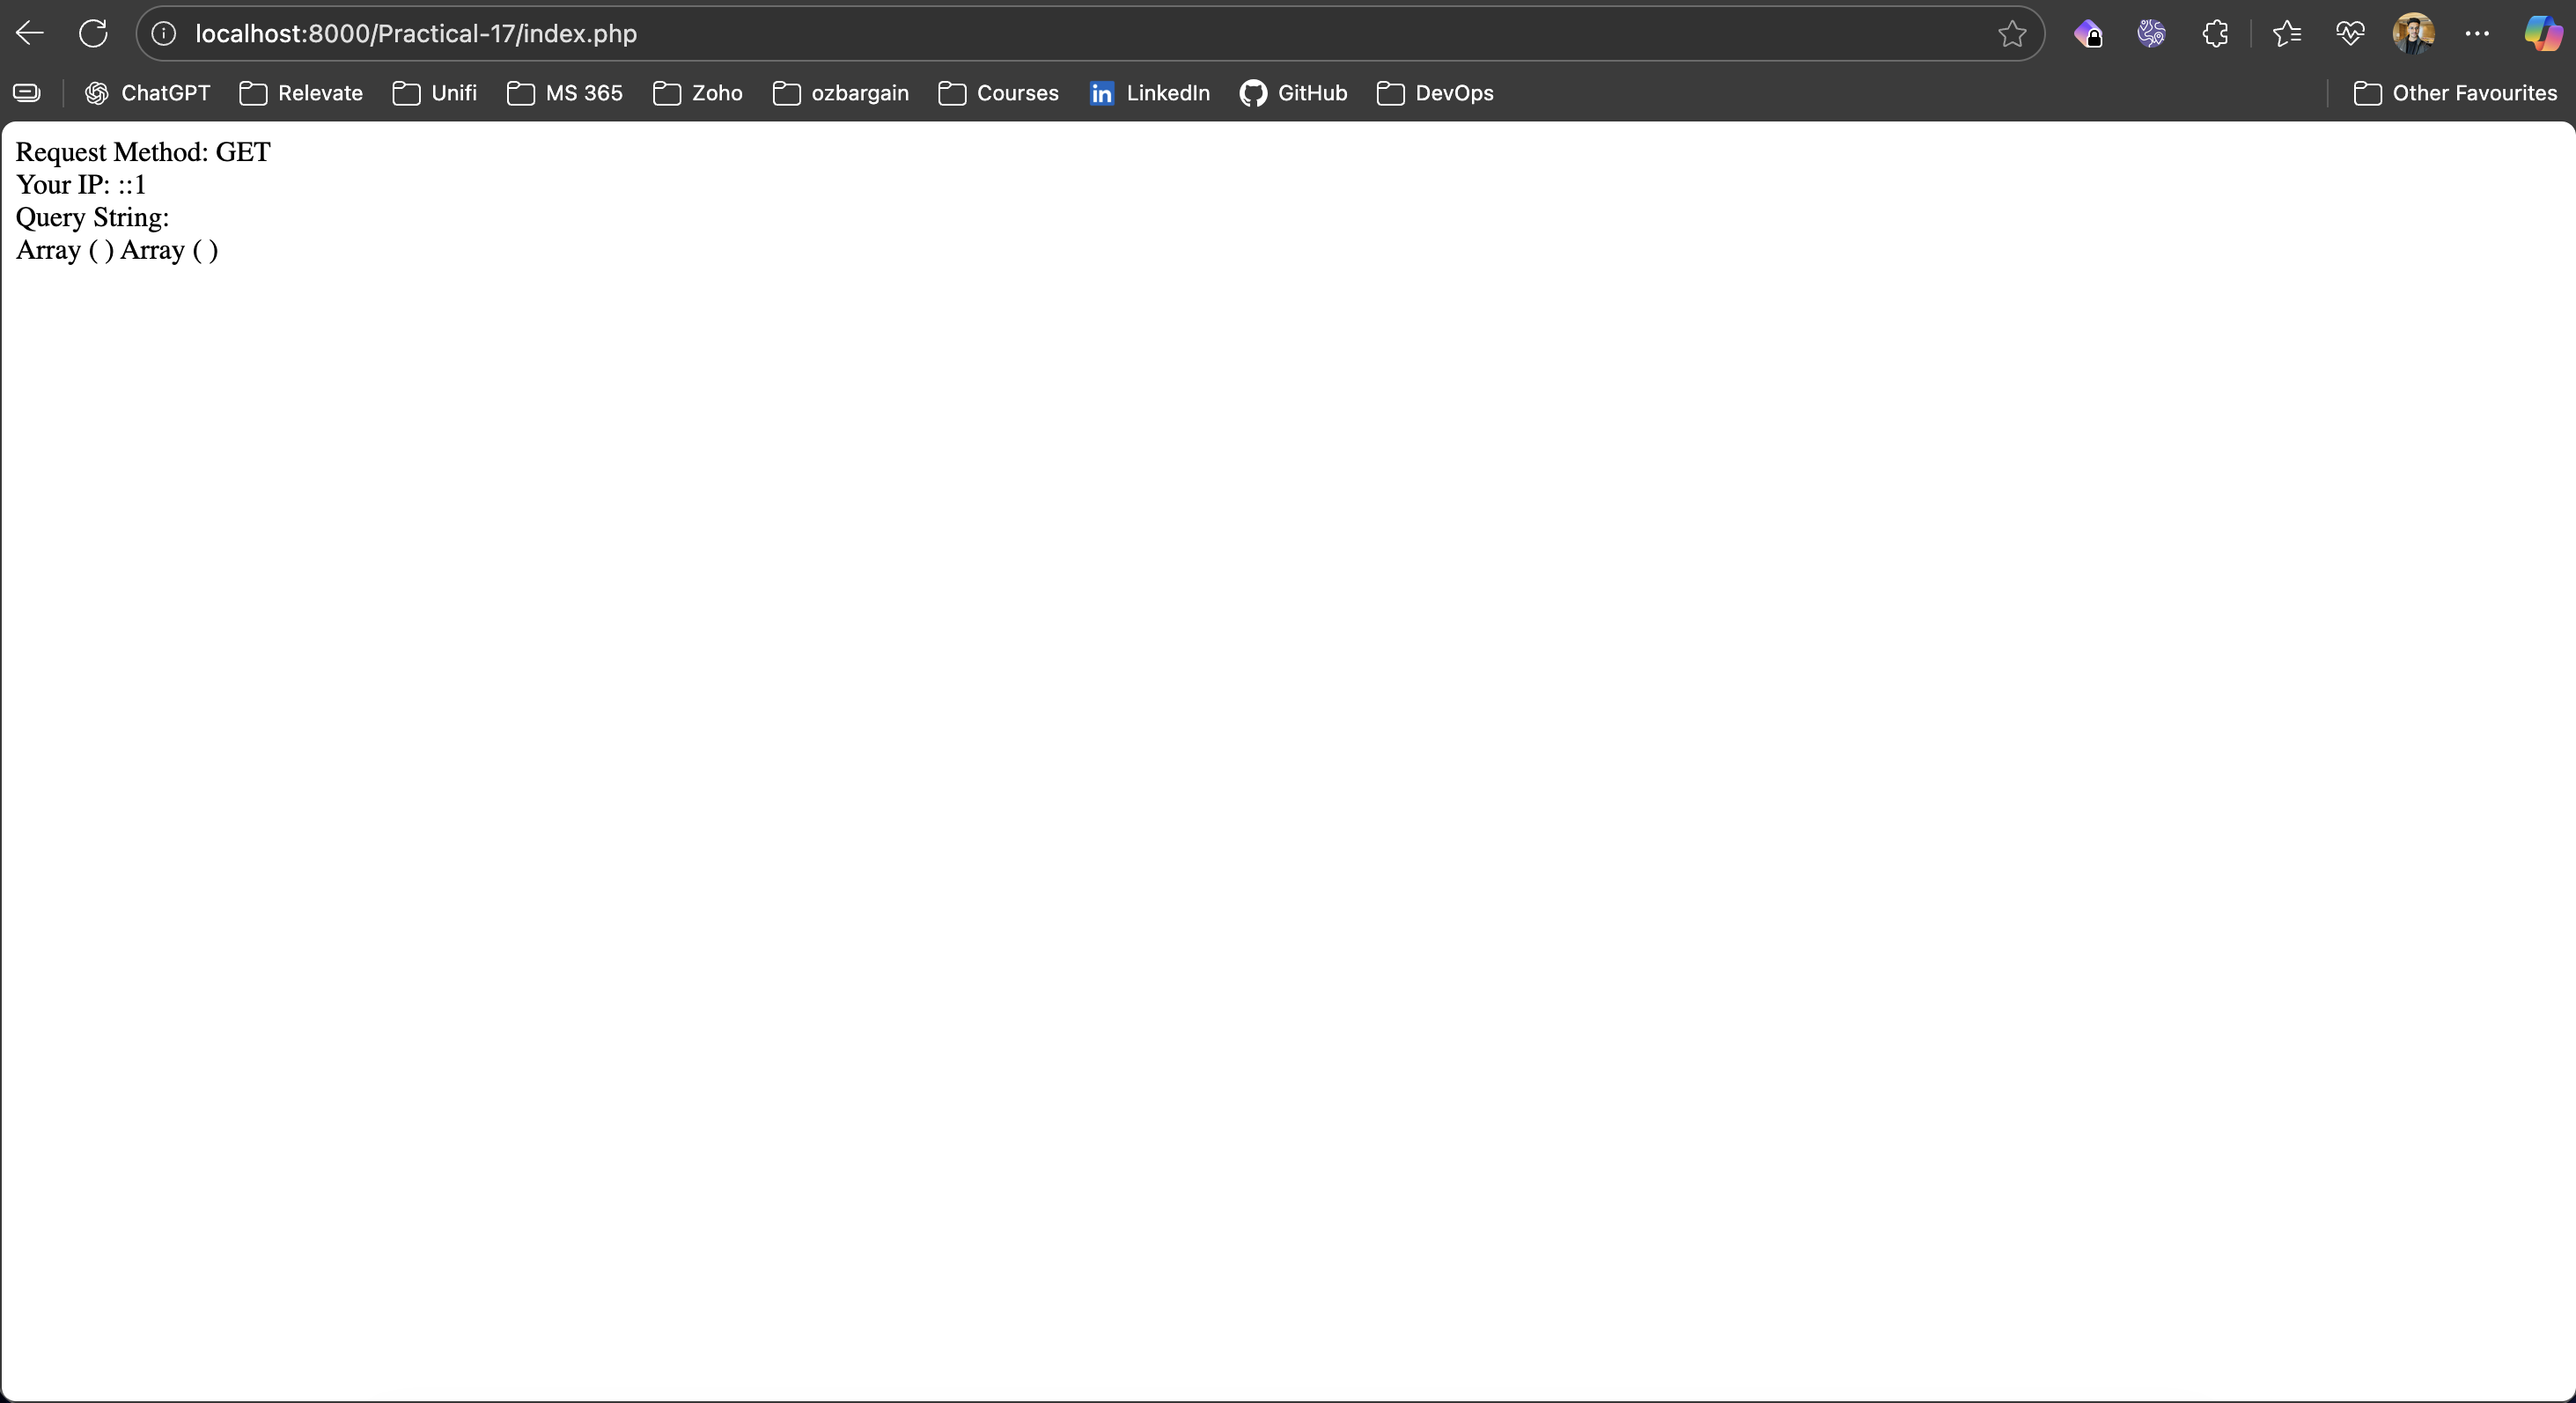 localhost:8000/Practical-17/index.php
ChatGPT Relevate Unifi MS 365 Zoho ozbargain Courses LinkedIn GitHub DevOps Other Favourites
Request Method: GET
Your IP: ::1
Query String:
Array ( ) Array ( )